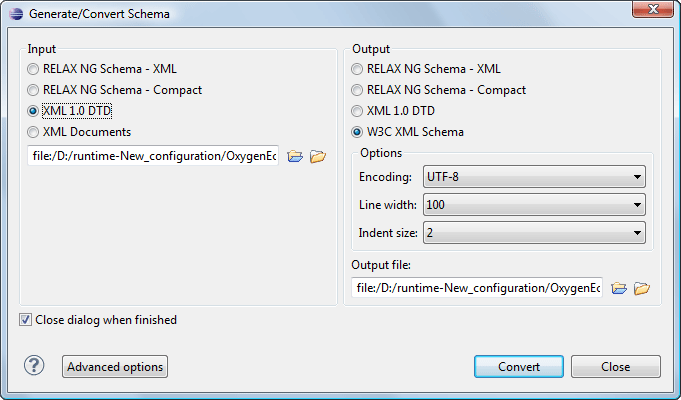 Generate/Convert Schema
Input
RELAX NG Schema - XML
RELAX NG Schema - Compact
XML 1.0 DTD
XML Documents
file:/D:/runtime-New_configuration/OxygenEc
Output
RELAX NG Schema - XML
RELAX NG Schema - Compact
XML 1.0 DTD
W3C XML Schema
Options
Encoding: UTF-8
Line width: 100
Indent size: 2
Output file:
file:/D:/runtime-New_configuration/OxygenEc
Close dialog when finished
? Advanced options Convert Close